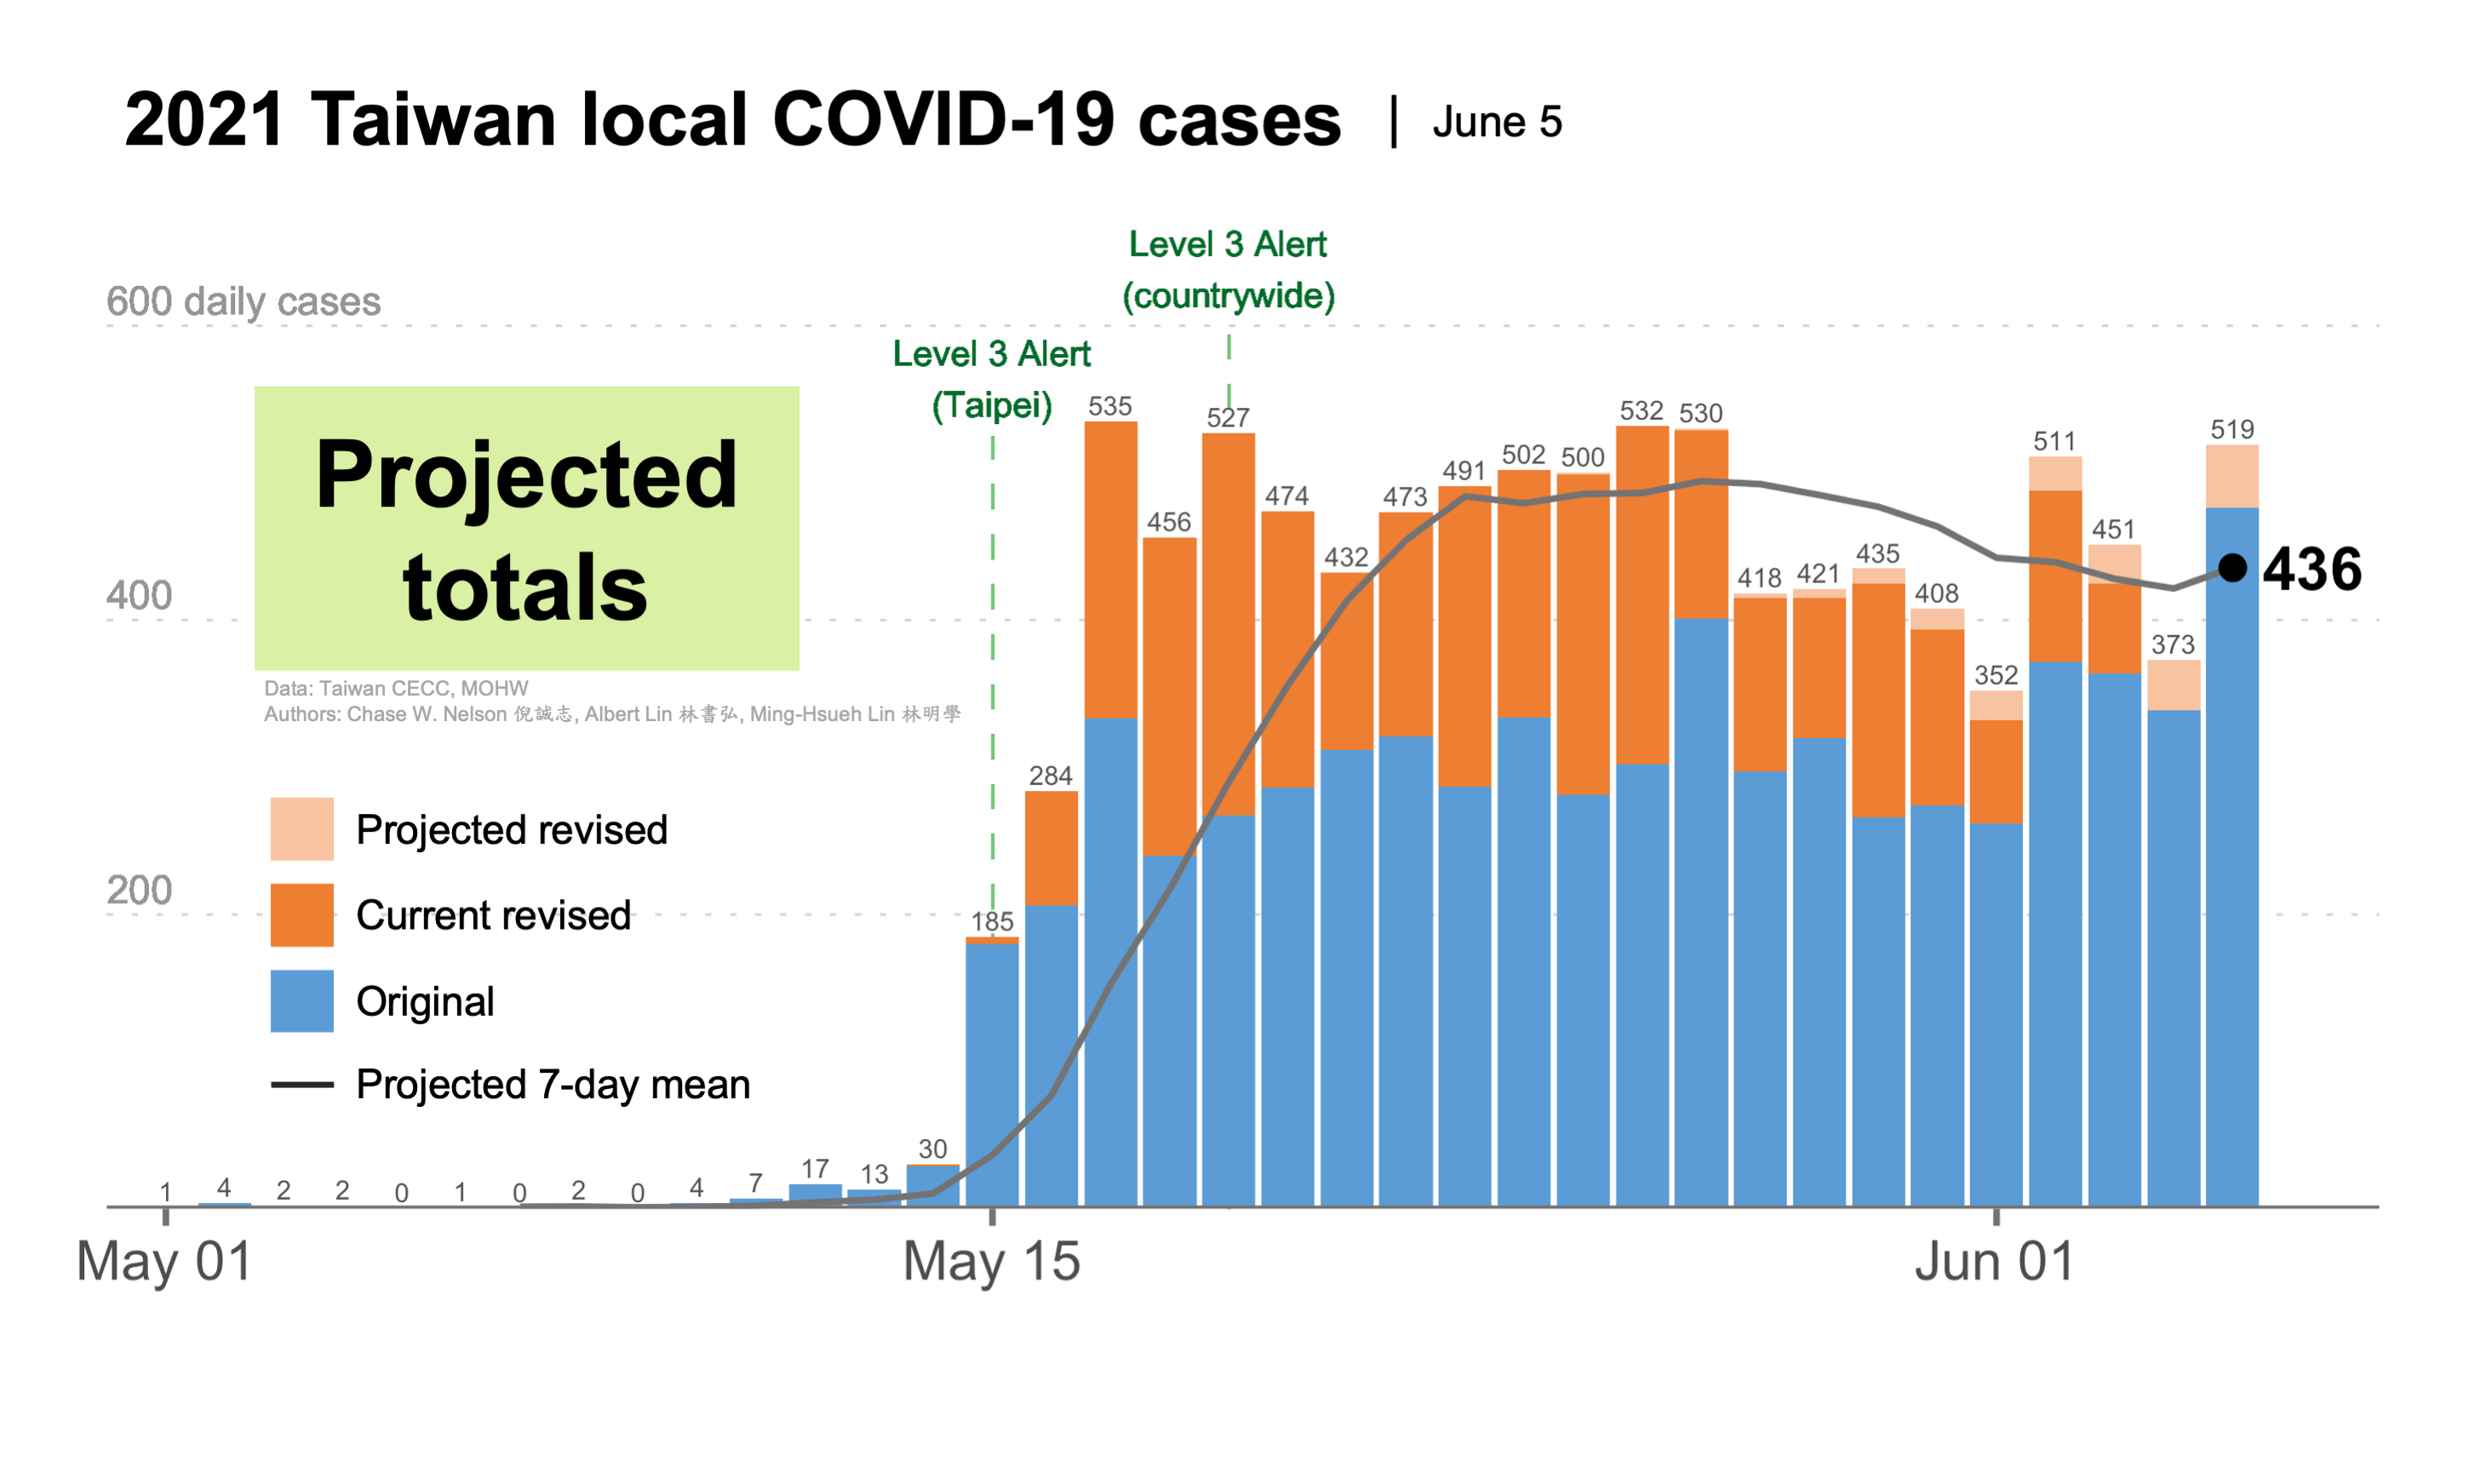 2021 Taiwan local COVID-19 cases | June 5
Level 3 Alert
(countrywide)
600 daily cases
Level 3 Alert
(Taipei)
Projected
totals
Data: Taiwan CECC, MOHW
Authors: Chase W. Nelson 倪誠志, Albert Lin 林書弘, Ming-Hsueh Lin 林明學
400
200
Projected revised
Current revised
Original
Projected 7-day mean
1 4 2 2 0 1 0 2 0 4 7 17 13 30 185 284 535 456 527 474 432 473 491 502 500 532 530 418 421 435 408 352 511 451 373 519
436
May 01 May 15 Jun 01